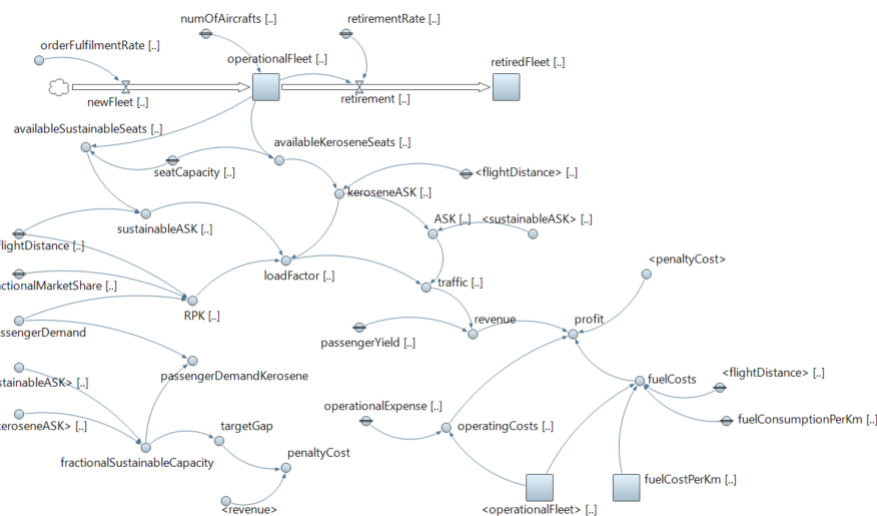 numOfAircrafts [..]
retirementRate [..]
orderFulfilmentRate [..]
operationalFleet [..]
retiredFleet [..]
newFleet [..]
retirement [..]
availableSustainableSeats [..]
availableKeroseneSeats [..]
seatCapacity [..]
<flightDistance> [..]
keroseneASK [..]
ASK [..]
<sustainableASK> [..]
sustainableASK [..]
flightDistance [..]
<penaltyCost>
loadFactor [..]
traffic [..]
actionalMarketShare [..]
RPK [..]
revenue
profit
ssengerDemand
passengerYield [..]
passengerDemandKerosene
<flightDistance> [..]
stainableASK> [..]
fuelCosts
operationalExpense [..]
fuelConsumptionPerKm [..]
eroseneASK> [..]
targetGap
operatingCosts [..]
fractionalSustainableCapacity
penaltyCost
fuelCostPerKm [..]
<revenue>
<operationalFleet> [..]